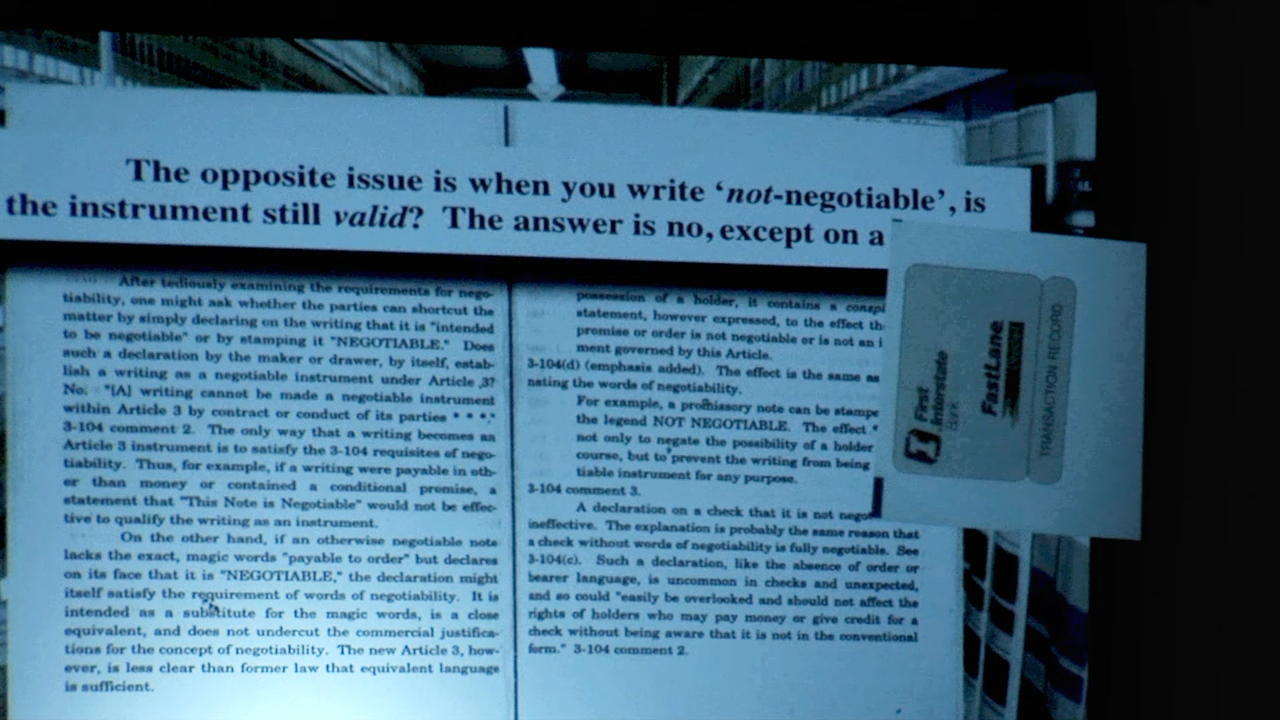 The opposite issue is when you write ‘not-negotiable’, is
the instrument still valid? The answer is no, except on a
After tediously examining the requirements for nego-
tiability, one might ask whether the parties can shortcut the
matter by simply declaring on the writing that it is "intended
to be negotiable" or by stamping it "NEGOTIABLE." Does
such a declaration by the maker or drawer, by itself, estab-
lish a writing as a negotiable instrument under Article 3?
No. "[A] writing cannot be made a negotiable instrument
within Article 3 by contract or conduct of its parties * * *."
3-104 comment 2. The only way that a writing becomes an
Article 3 instrument is to satisfy the 3-104 requisites of nego-
tiability. Thus, for example, if a writing were payable in oth-
er than money or contained a conditional promise, a
statement that "This Note is Negotiable" would not be effec-
tive to qualify the writing as an instrument.
On the other hand, if an otherwise negotiable note
lacks the exact, magic words "payable to order" but declares
on its face that it is "NEGOTIABLE," the declaration might
itself satisfy the requirement of words of negotiability. It is
intended as a substitute for the magic words, is a close
equivalent, and does not undercut the commercial justifica-
tions for the concept of negotiability. The new Article 3, how-
ever, is less clear than former law that equivalent language
is sufficient.
possession of a holder, it contains a conspi
statement, however expressed, to the effect th
promise or order is not negotiable or is not an i
ment governed by this Article.
3-104(d) (emphasis added). The effect is the same as
nating the words of negotiability.
For example, a promissory note can be stampe
the legend NOT NEGOTIABLE. The effect *
not only to negate the possibility of a holder
course, but to prevent the writing from being
tiable instrument for any purpose.
3-104 comment 3.
A declaration on a check that it is not nego
ineffective. The explanation is probably the same reason that
a check without words of negotiability is fully negotiable. See
3-104(c). Such a declaration, like the absence of order or
bearer language, is uncommon in checks and unexpected,
and so could "easily be overlooked and should not affect the
rights of holders who may pay money or give credit for a
check without being aware that it is not in the conventional
form." 3-104 comment 2.
First
Interstate
Bank
FastLane
TRANSACTION RECORD